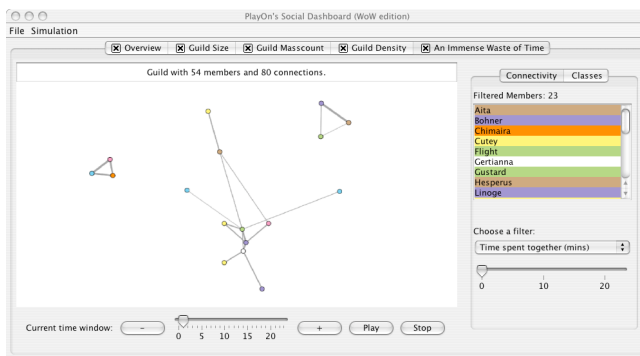 PlayOn's Social Dashboard (WoW edition)
File Simulation
Overview Guild Size Guild Masscount Guild Density An Immense Waste of Time
Guild with 54 members and 80 connections.
Connectivity Classes
Filtered Members: 23
Aita
Bohner
Chimaira
Cutey
Flight
Gertianna
Gustard
Hesperus
Linoge
Choose a filter:
Time spent together (mins)
0 10 20
Current time window: - + Play Stop
0 5 10 15 20